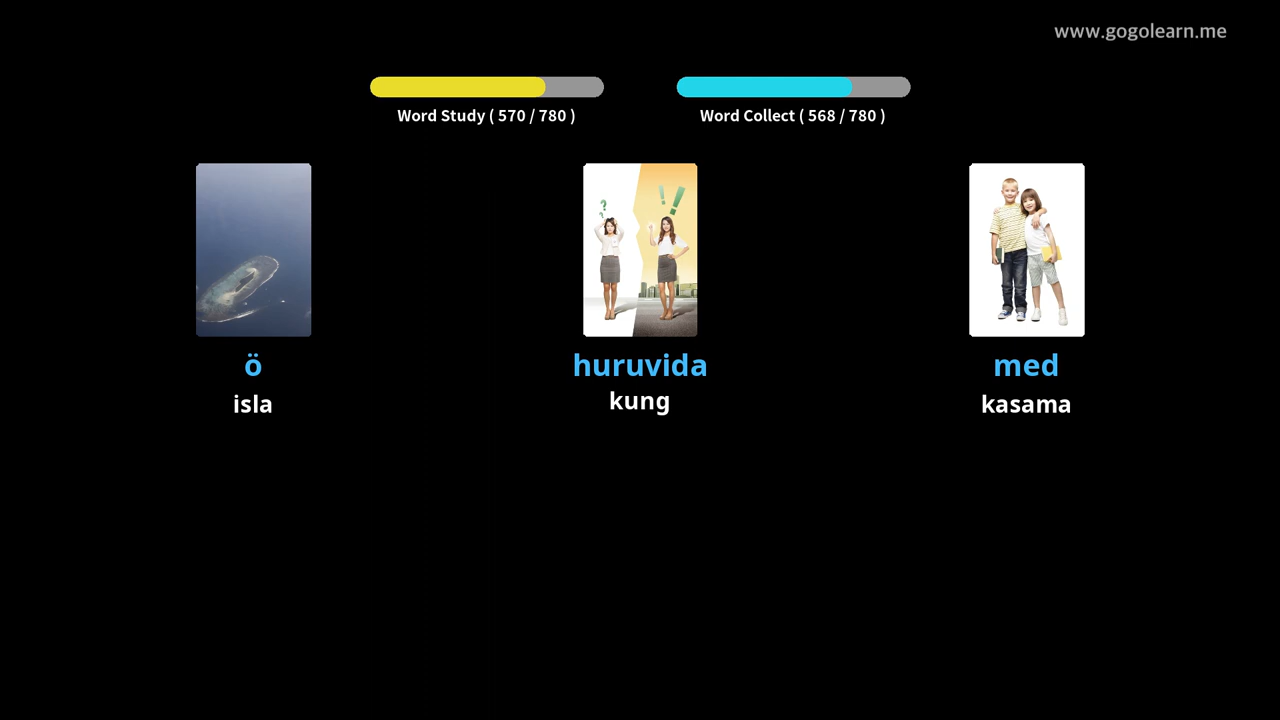 www.gogolearn.me
Word Study ( 570 / 780 )
Word Collect ( 568 / 780 )
ö
isla
huruvida
kung
med
kasama